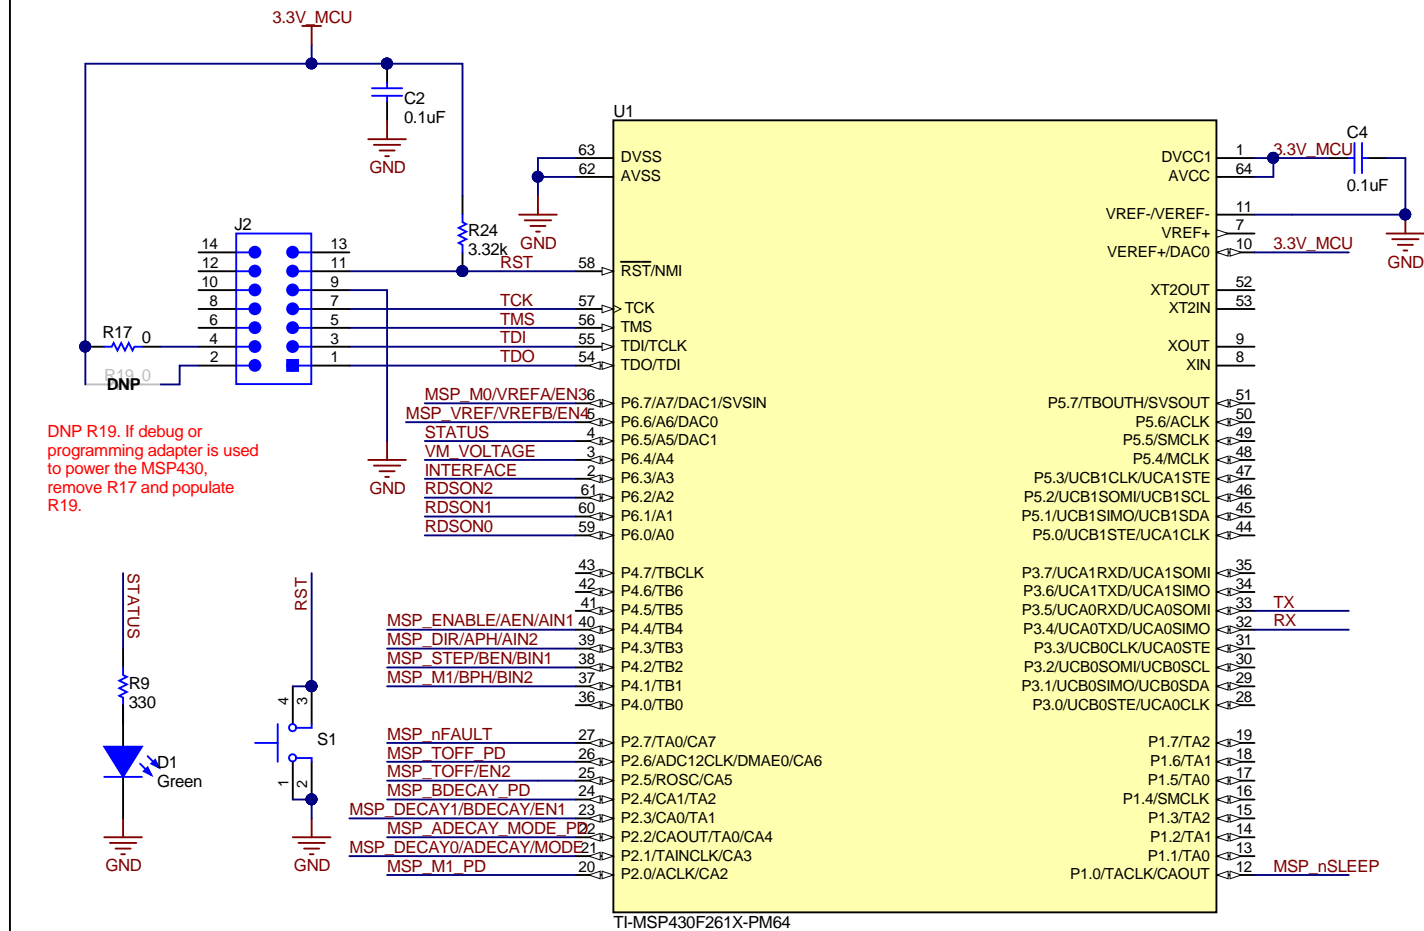 3.3V_MCU
C2
0.1uF
GND
R24
3.32k
J2
14 13
12 11
10 9
8 7
6 5
4 3
2 1
R17 0
R19 0
DNP
DNP R19. If debug or
programming adapter is used
to power the MSP430,
remove R17 and populate
R19.
GND
GND
RST
TCK
TMS
TDI
TDO
U1
63 DVSS
62 AVSS
58 RST/NMI
57 TCK
56 TMS
55 TDI/TCLK
54 TDO/TDI
MSP_M0/VREFA/EN3 6 P6.7/A7/DAC1/SVSIN
MSP_VREF/VREFB/EN4 5 P6.6/A6/DAC0
STATUS 4 P6.5/A5/DAC1
VM_VOLTAGE 3 P6.4/A4
INTERFACE 2 P6.3/A3
RDSON2 61 P6.2/A2
RDSON1 60 P6.1/A1
RDSON0 59 P6.0/A0
43 P4.7/TBCLK
42 P4.6/TB6
41 P4.5/TB5
MSP_ENABLE/AEN/AIN1 40 P4.4/TB4
MSP_DIR/APH/AIN2 39 P4.3/TB3
MSP_STEP/BEN/BIN1 38 P4.2/TB2
MSP_M1/BPH/BIN2 37 P4.1/TB1
36 P4.0/TB0
MSP_nFAULT 27 P2.7/TA0/CA7
MSP_TOFF_PD 26 P2.6/ADC12CLK/DMAE0/CA6
MSP_TOFF/EN2 25 P2.5/ROSC/CA5
MSP_BDECAY_PD 24 P2.4/CA1/TA2
MSP_DECAY1/BDECAY/EN1 23 P2.3/CA0/TA1
MSP_ADECAY_MODE_PD 22 P2.2/CAOUT/TA0/CA4
MSP_DECAY0/ADECAY/MODE 21 P2.1/TAINCLK/CA3
MSP_M1_PD 20 P2.0/ACLK/CA2
DVCC1 1 3.3V_MCU
AVCC 64
C4
0.1uF
VREF-/VEREF- 11
VREF+ 7
VEREF+/DAC0 10 3.3V_MCU
GND
XT2OUT 52
XT2IN 53
XOUT 9
XIN 8
P5.7/TBOUTH/SVSOUT 51
P5.6/ACLK 50
P5.5/SMCLK 49
P5.4/MCLK 48
P5.3/UCB1CLK/UCA1STE 47
P5.2/UCB1SOMI/UCB1SCL 46
P5.1/UCB1SIMO/UCB1SDA 45
P5.0/UCB1STE/UCA1CLK 44
P3.7/UCA1RXD/UCA1SOMI 35
P3.6/UCA1TXD/UCA1SIMO 34
P3.5/UCA0RXD/UCA0SOMI 33 TX
P3.4/UCA0TXD/UCA0SIMO 32 RX
P3.3/UCB0CLK/UCA0STE 31
P3.2/UCB0SOMI/UCB0SCL 30
P3.1/UCB0SIMO/UCB0SDA 29
P3.0/UCB0STE/UCA0CLK 28
P1.7/TA2 19
P1.6/TA1 18
P1.5/TA0 17
P1.4/SMCLK 16
P1.3/TA2 15
P1.2/TA1 14
P1.1/TA0 13
P1.0/TACLK/CAOUT 12 MSP_nSLEEP
TI-MSP430F261X-PM64
STATUS
R9
330
D1
Green
GND
RST
4 3
S1
1 2
GND